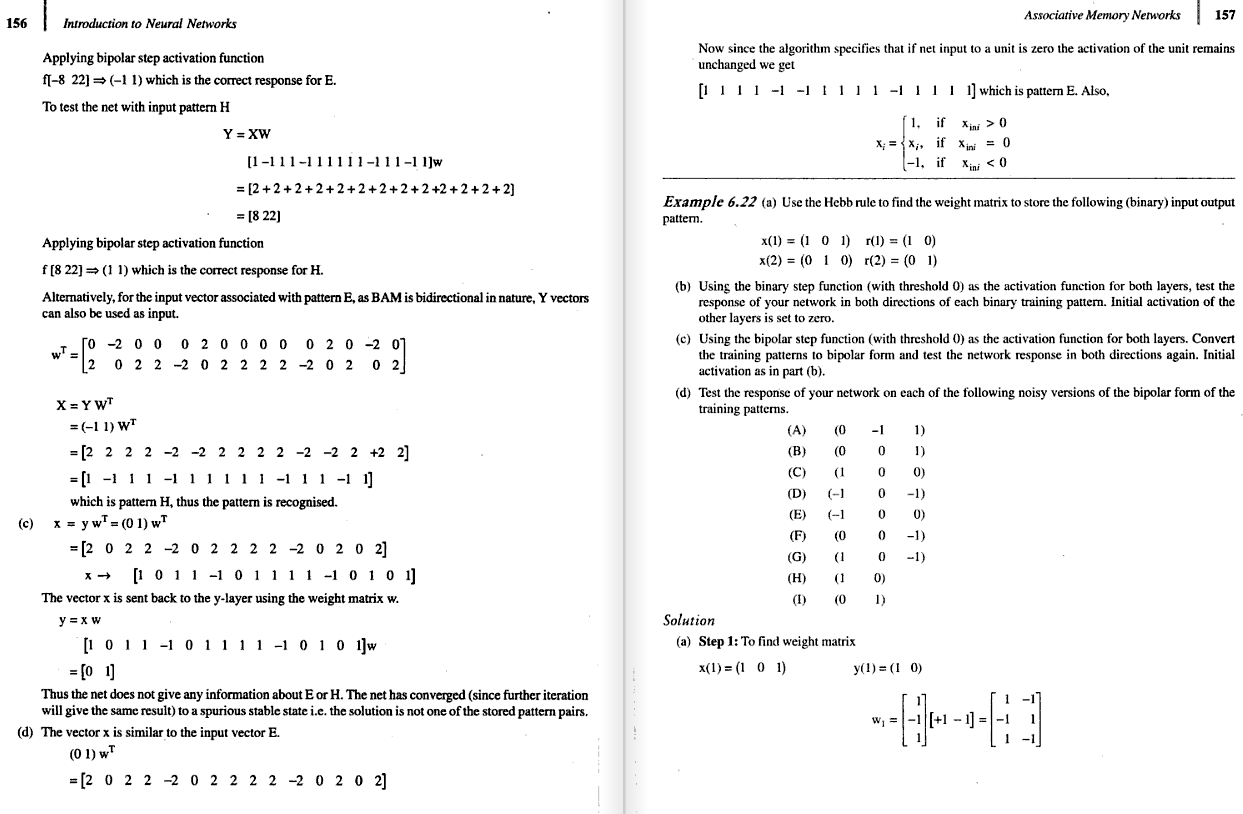 156 Introduction to Neural Networks
Applying bipolar step activation function
f[–8 22] ⇒ (–1 1) which is the correct response for E.
To test the net with input pattern H
Y = XW
[1 –1 1 1 –1 1 1 1 1 1 –1 1 1 –1 1]w
= [2 + 2 + 2 + 2 + 2 + 2 + 2 + 2 + 2 +2 + 2 + 2 + 2]
= [8 22]
Applying bipolar step activation function
f [8 22] ⇒ (1 1) which is the correct response for H.
Alternatively, for the input vector associated with pattern E, as BAM is bidirectional in nature, Y vectors
can also be used as input.
w^T = [0 –2 0 0 0 2 0 0 0 0 0 2 0 –2 0]
[2 0 2 2 –2 0 2 2 2 2 –2 0 2 0 2]
X = Y W^T
= (–1 1) W^T
= [2 2 2 2 –2 –2 2 2 2 2 –2 –2 2 +2 2]
= [1 –1 1 1 –1 1 1 1 1 1 –1 1 1 –1 1]
which is pattern H, thus the pattern is recognised.
(c) x = y w^T = (0 1) w^T
= [2 0 2 2 –2 0 2 2 2 2 –2 0 2 0 2]
x → [1 0 1 1 –1 0 1 1 1 1 –1 0 1 0 1]
The vector x is sent back to the y-layer using the weight matrix w.
y = x w
[1 0 1 1 –1 0 1 1 1 1 –1 0 1 0 1]w
= [0 1]
Thus the net does not give any information about E or H. The net has converged (since further iteration
will give the same result) to a spurious stable state i.e. the solution is not one of the stored pattern pairs.
(d) The vector x is similar to the input vector E.
(0 1) w^T
= [2 0 2 2 –2 0 2 2 2 2 –2 0 2 0 2]
Associative Memory Networks 157
Now since the algorithm specifies that if net input to a unit is zero the activation of the unit remains
unchanged we get
[1 1 1 1 –1 –1 1 1 1 1 –1 1 1 1 1] which is pattern E. Also,
1, if x_ini > 0
x_i = { x_i, if x_ini = 0
–1, if x_ini < 0
Example 6.22 (a) Use the Hebb rule to find the weight matrix to store the following (binary) input output
pattern.
x(1) = (1 0 1) r(1) = (1 0)
x(2) = (0 1 0) r(2) = (0 1)
(b) Using the binary step function (with threshold 0) as the activation function for both layers, test the
response of your network in both directions of each binary training pattern. Initial activation of the
other layers is set to zero.
(c) Using the bipolar step function (with threshold 0) as the activation function for both layers. Convert
the training patterns to bipolar form and test the network response in both directions again. Initial
activation as in part (b).
(d) Test the response of your network on each of the following noisy versions of the bipolar form of the
training patterns.
(A) (0 –1 1)
(B) (0 0 1)
(C) (1 0 0)
(D) (–1 0 –1)
(E) (–1 0 0)
(F) (0 0 –1)
(G) (1 0 –1)
(H) (1 0)
(I) (0 1)
Solution
(a) Step 1: To find weight matrix
x(1) = (1 0 1) y(1) = (1 0)
[1] [1 –1]
w_1 = [–1] [+1 – 1] = [–1 1]
[1] [1 –1]